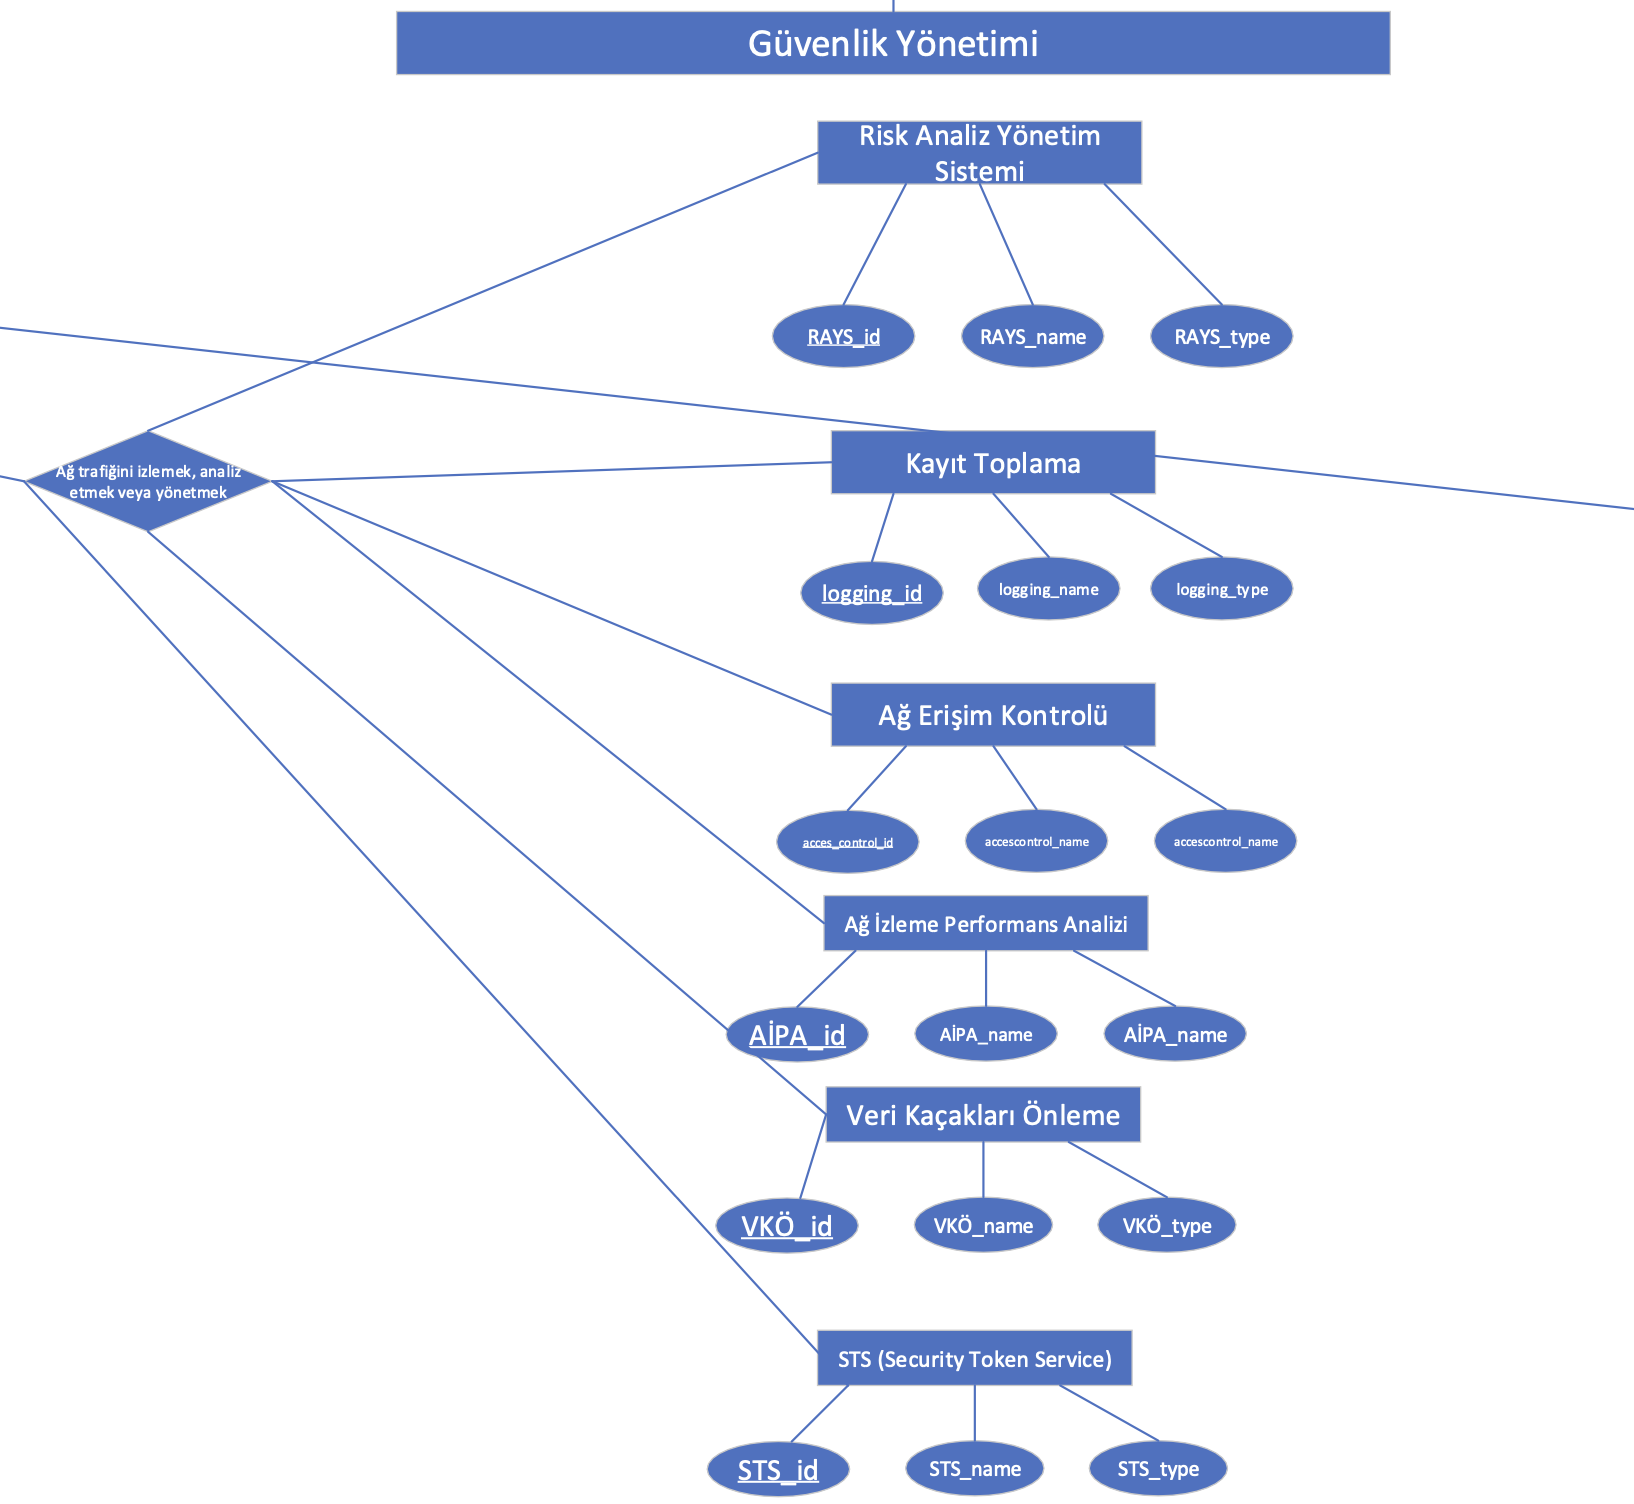 Güvenlik Yönetimi
Risk Analiz Yönetim
Sistemi
RAYS_id
RAYS_name
RAYS_type
Ağ trafiğini izlemek, analiz
etmek veya yönetmek
Kayıt Toplama
logging_id
logging_name
logging_type
Ağ Erişim Kontrolü
acces_control_id
accescontrol_name
accescontrol_name
Ağ İzleme Performans Analizi
AİPA_id
AİPA_name
AİPA_name
Veri Kaçakları Önleme
VKÖ_id
VKÖ_name
VKÖ_type
STS (Security Token Service)
STS_id
STS_name
STS_type